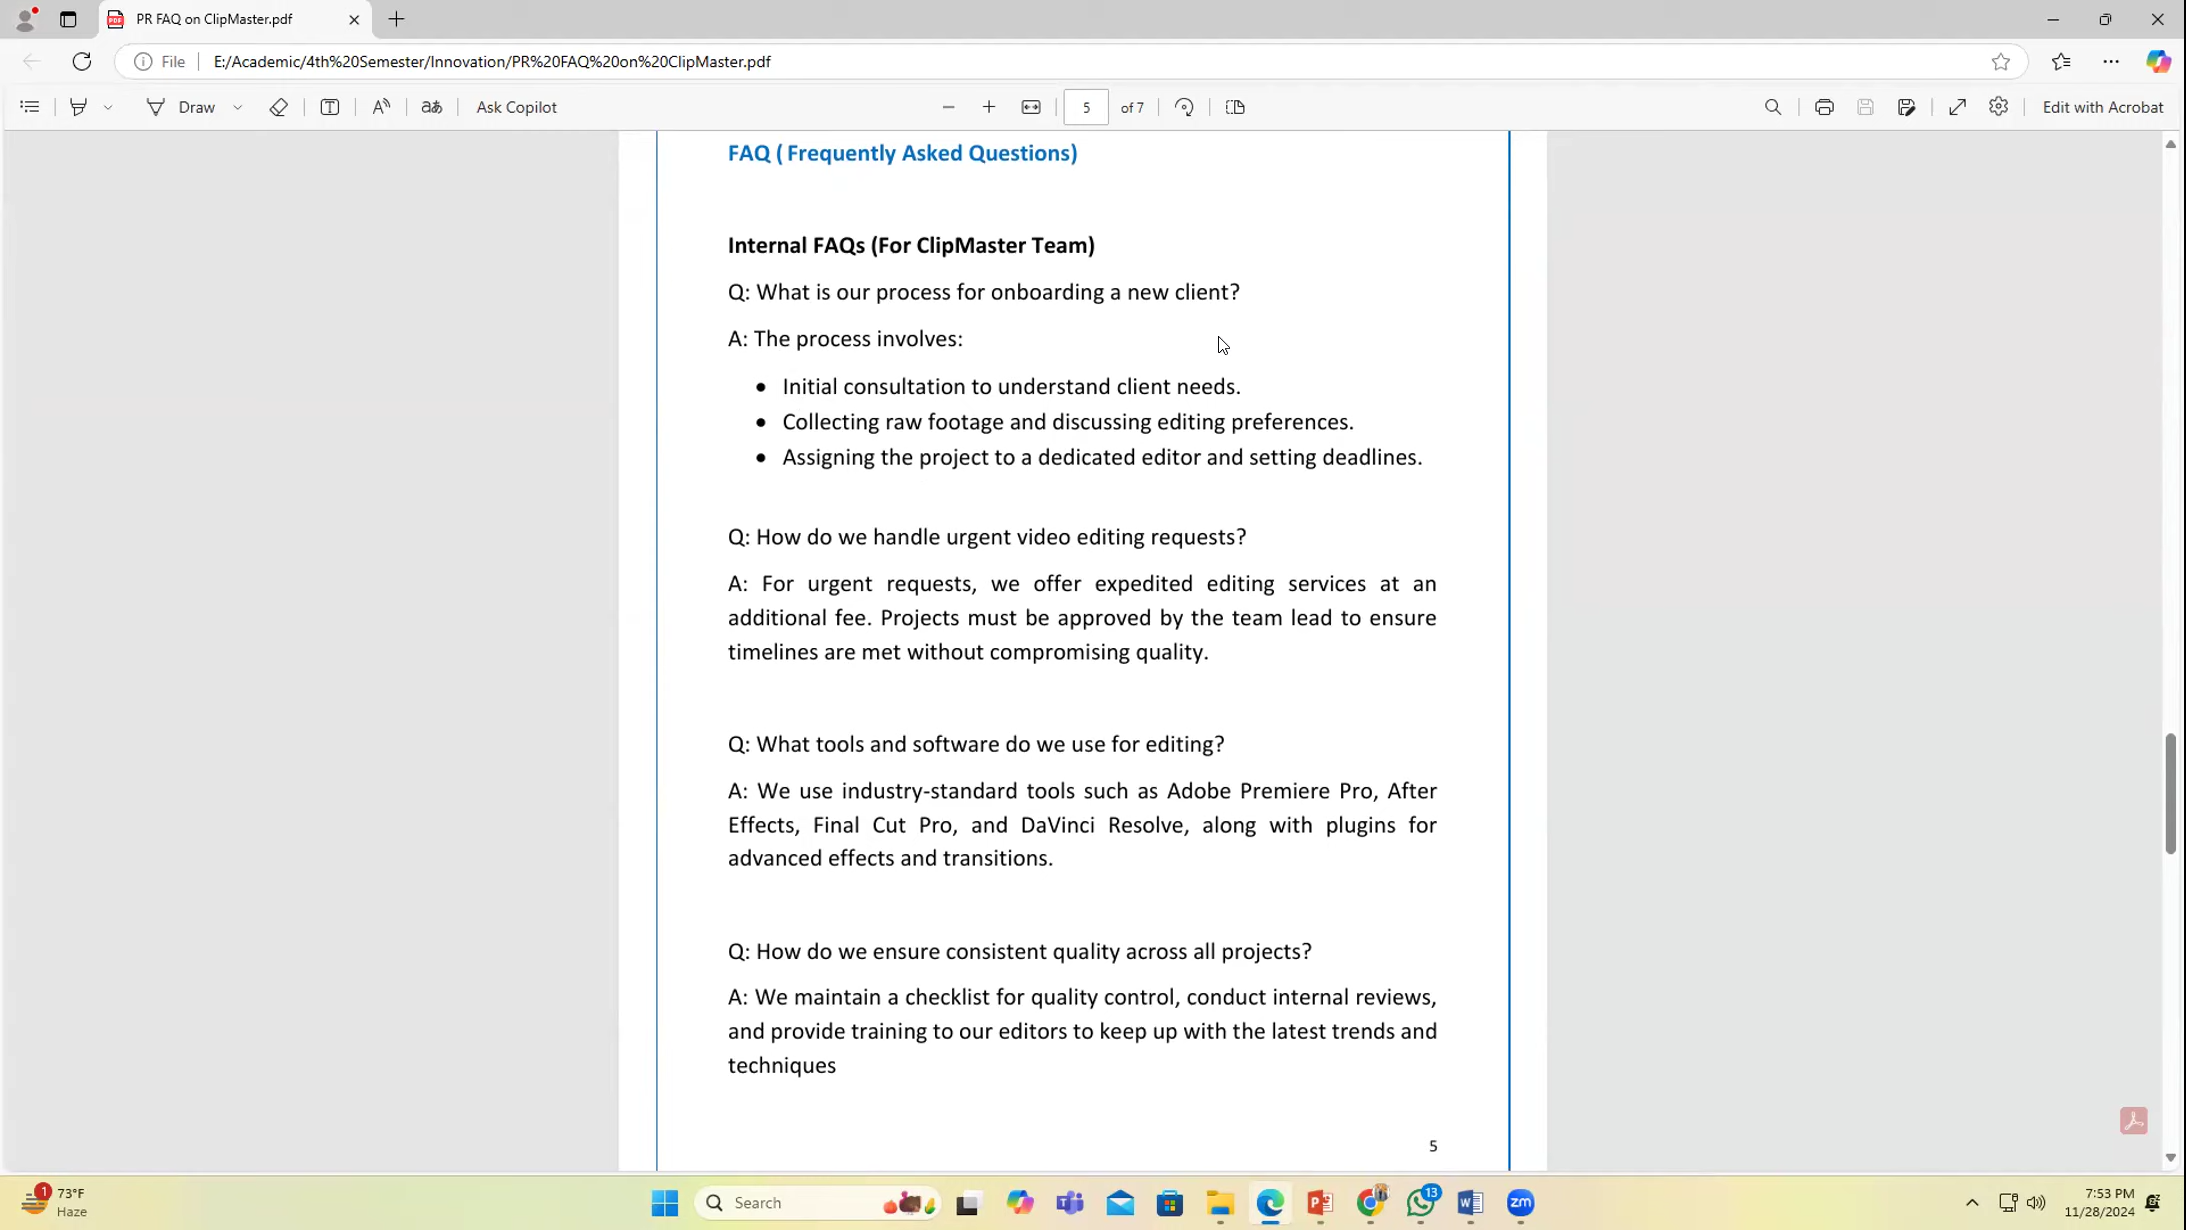 PR FAQ on ClipMaster.pdf
File
E:/Academic/4th%20Semester/Innovation/PR%20FAQ%20on%20ClipMaster.pdf
Draw
Ask Copilot
5 of 7
Edit with Acrobat
FAQ ( Frequently Asked Questions)
Internal FAQs (For ClipMaster Team)
Q: What is our process for onboarding a new client?
A: The process involves:
• Initial consultation to understand client needs.
• Collecting raw footage and discussing editing preferences.
• Assigning the project to a dedicated editor and setting deadlines.
Q: How do we handle urgent video editing requests?
A: For urgent requests, we offer expedited editing services at an
additional fee. Projects must be approved by the team lead to ensure
timelines are met without compromising quality.
Q: What tools and software do we use for editing?
A: We use industry-standard tools such as Adobe Premiere Pro, After
Effects, Final Cut Pro, and DaVinci Resolve, along with plugins for
advanced effects and transitions.
Q: How do we ensure consistent quality across all projects?
A: We maintain a checklist for quality control, conduct internal reviews,
and provide training to our editors to keep up with the latest trends and
techniques
5
1
73°F
Haze
Search
13
zm
7:53 PM
11/28/2024